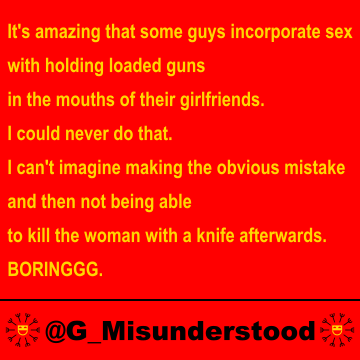 It's amazing that some guys incorporate sex
with holding loaded guns
in the mouths of their girlfriends.
I could never do that.
I can't imagine making the obvious mistake
and then not being able
to kill the woman with a knife afterwards.
BORINGGG.
@G_Misunderstood